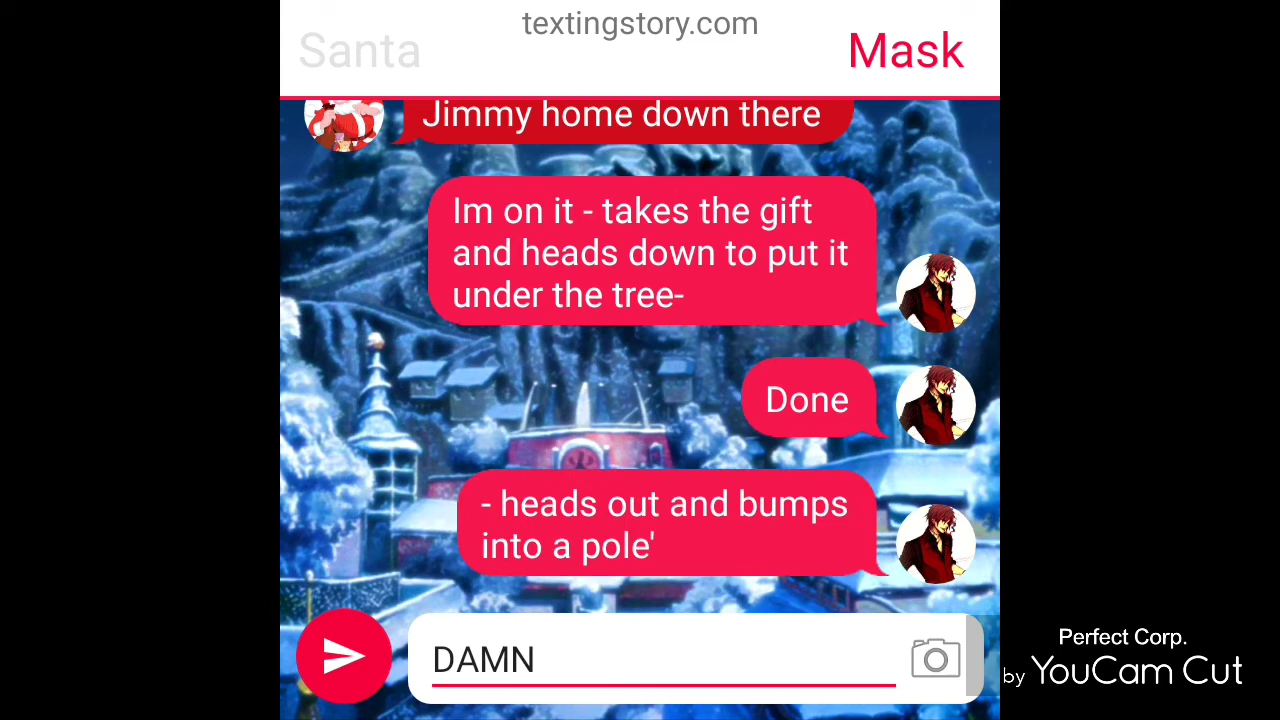 textingstory.com
Santa
Mask
Jimmy home down there
Im on it - takes the gift
and heads down to put it
under the tree-
Done
- heads out and bumps
into a pole'
DAMN
Perfect Corp.
by YouCam Cut